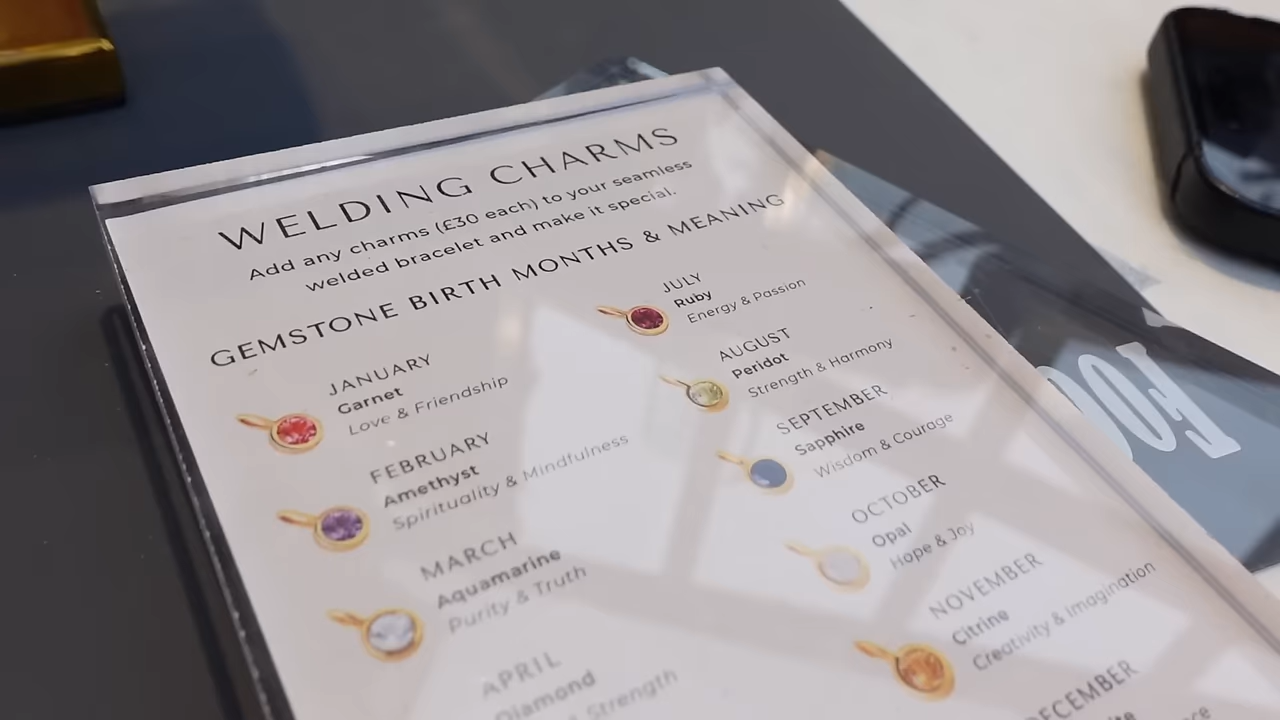 WELDING CHARMS
Add any charms (£30 each) to your seamless
welded bracelet and make it special.
GEMSTONE BIRTH MONTHS & MEANING
JANUARY
Garnet
Love & Friendship
FEBRUARY
Amethyst
Spirituality & Mindfulness
MARCH
Aquamarine
Purity & Truth
APRIL
Diamond
& Strength
JULY
Ruby
Energy & Passion
AUGUST
Peridot
Strength & Harmony
SEPTEMBER
Sapphire
Wisdom & Courage
OCTOBER
Opal
Hope & Joy
NOVEMBER
Citrine
Creativity & Imagination
DECEMBER